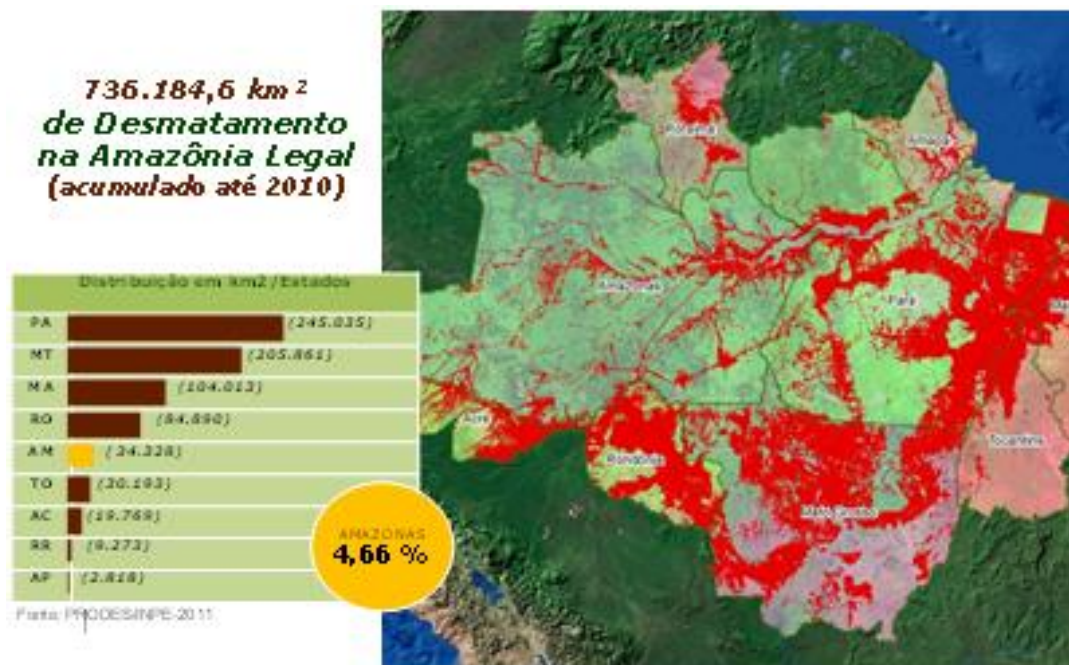 736.184,6 km²
de Desmatamento
na Amazônia Legal
(acumulado até 2010)
Distribuição em km2 /Estados
PA (245.035)
MT (205.861)
MA (104.013)
RO (84.890)
AM (34.328)
TO (30.193)
AC (19.769)
RR (9.273)
AP (2.818)
AMAZONAS
4,66 %
Fonte: PRODES/INPE-2011
Roraima
Amapá
Amazonas
Pará
Ma
Acre
Rondônia
Tocantins
Mato Grosso